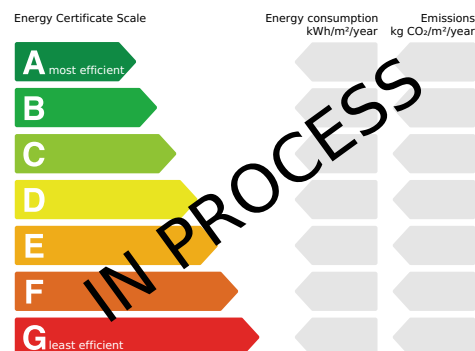 Energy Certificate Scale
Energy consumption
kWh/m²/year
Emissions
kg CO₂/m²/year
A most efficient
B
C
D
E
F
G least efficient
IN PROCESS